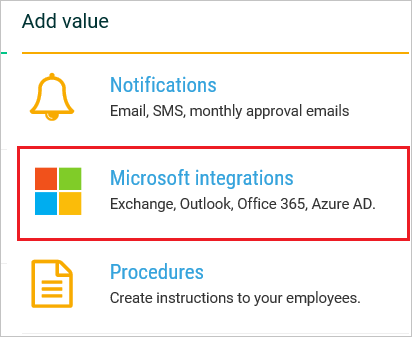 Add value
Notifications
Email, SMS, monthly approval emails
Microsoft integrations
Exchange, Outlook, Office 365, Azure AD.
Procedures
Create instructions to your employees.